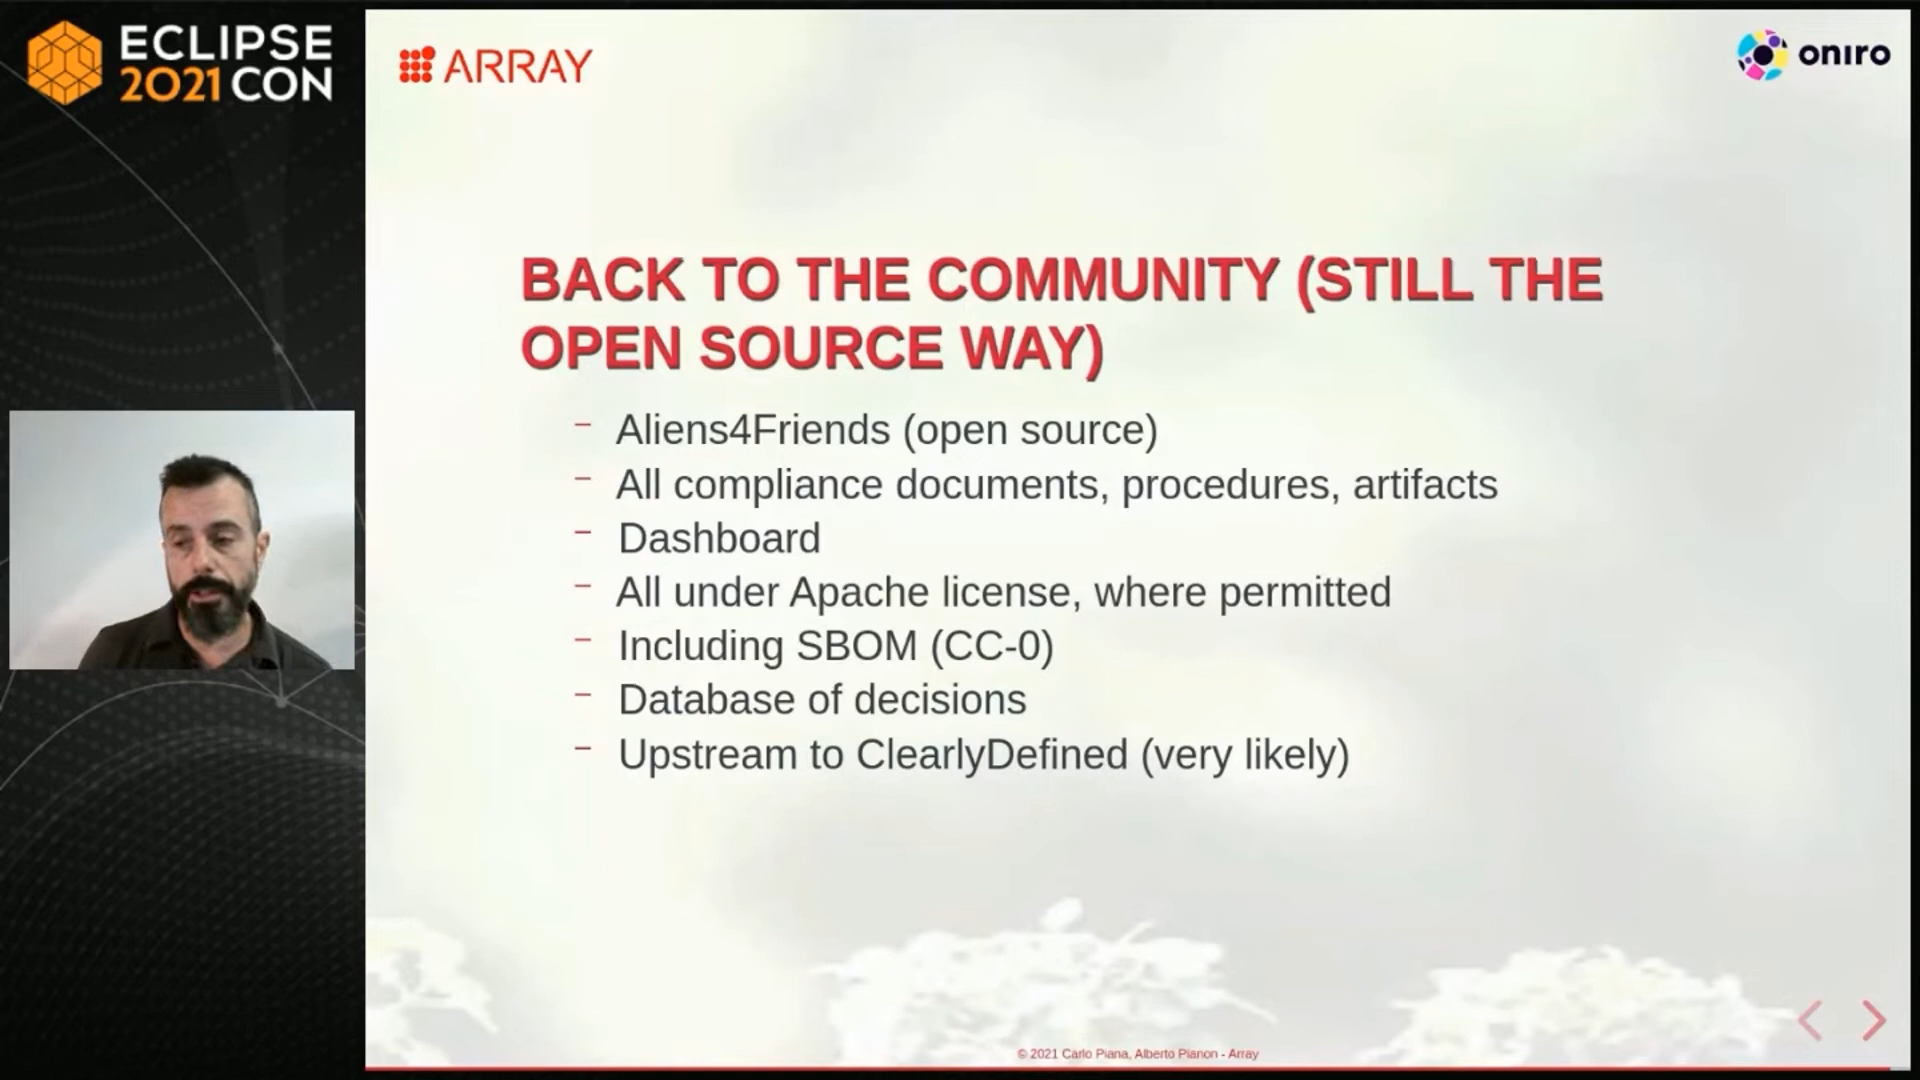 ECLIPSE
2021 CON
ARRAY
oniro
BACK TO THE COMMUNITY (STILL THE
OPEN SOURCE WAY)
– Aliens4Friends (open source)
– All compliance documents, procedures, artifacts
– Dashboard
– All under Apache license, where permitted
– Including SBOM (CC-0)
– Database of decisions
– Upstream to ClearlyDefined (very likely)
© 2021 Carlo Piana, Alberto Pianon - Array